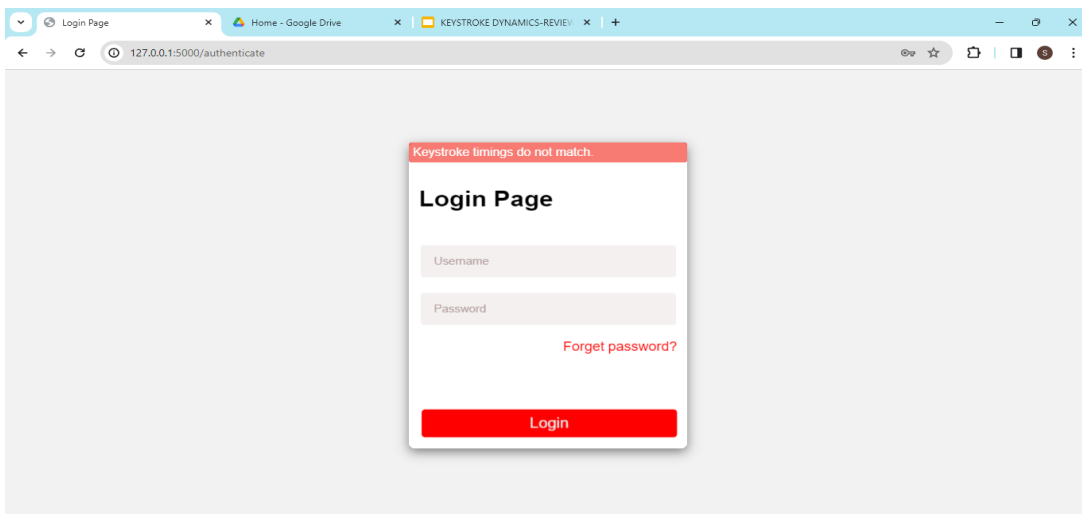 Login Page
Home - Google Drive
KEYSTROKE DYNAMICS-REVIEW
127.0.0.1:5000/authenticate
S
Keystroke timings do not match.
Login Page
Username
Password
Forget password?
Login